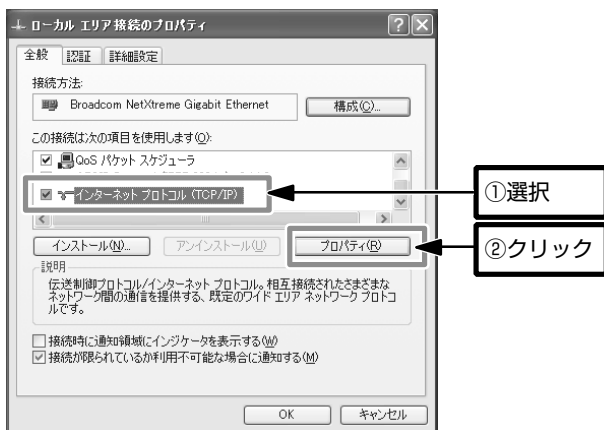 ローカル エリア接続のプロパティ
全般 認証 詳細設定
接続方法:
Broadcom NetXtreme Gigabit Ethernet 構成(C)...
この接続は次の項目を使用します(O):
QoS パケット スケジューラ
インターネット プロトコル (TCP/IP)
①選択
インストール(N)... アンインストール(U) プロパティ(R)
②クリック
説明
伝送制御プロトコル/インターネット プロトコル。相互接続されたさまざまな
ネットワーク間の通信を提供する、既定のワイド エリア ネットワーク プロトコ
ルです。
接続時に通知領域にインジケータを表示する(W)
接続が限られているか利用不可能な場合に通知する(M)
OK キャンセル